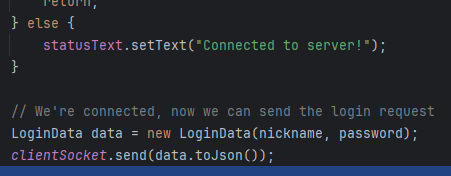 return;
} else {
statusText.setText("Connected to server!");
}
// We're connected, now we can send the login request
LoginData data = new LoginData(nickname, password);
clientSocket.send(data.toJson());